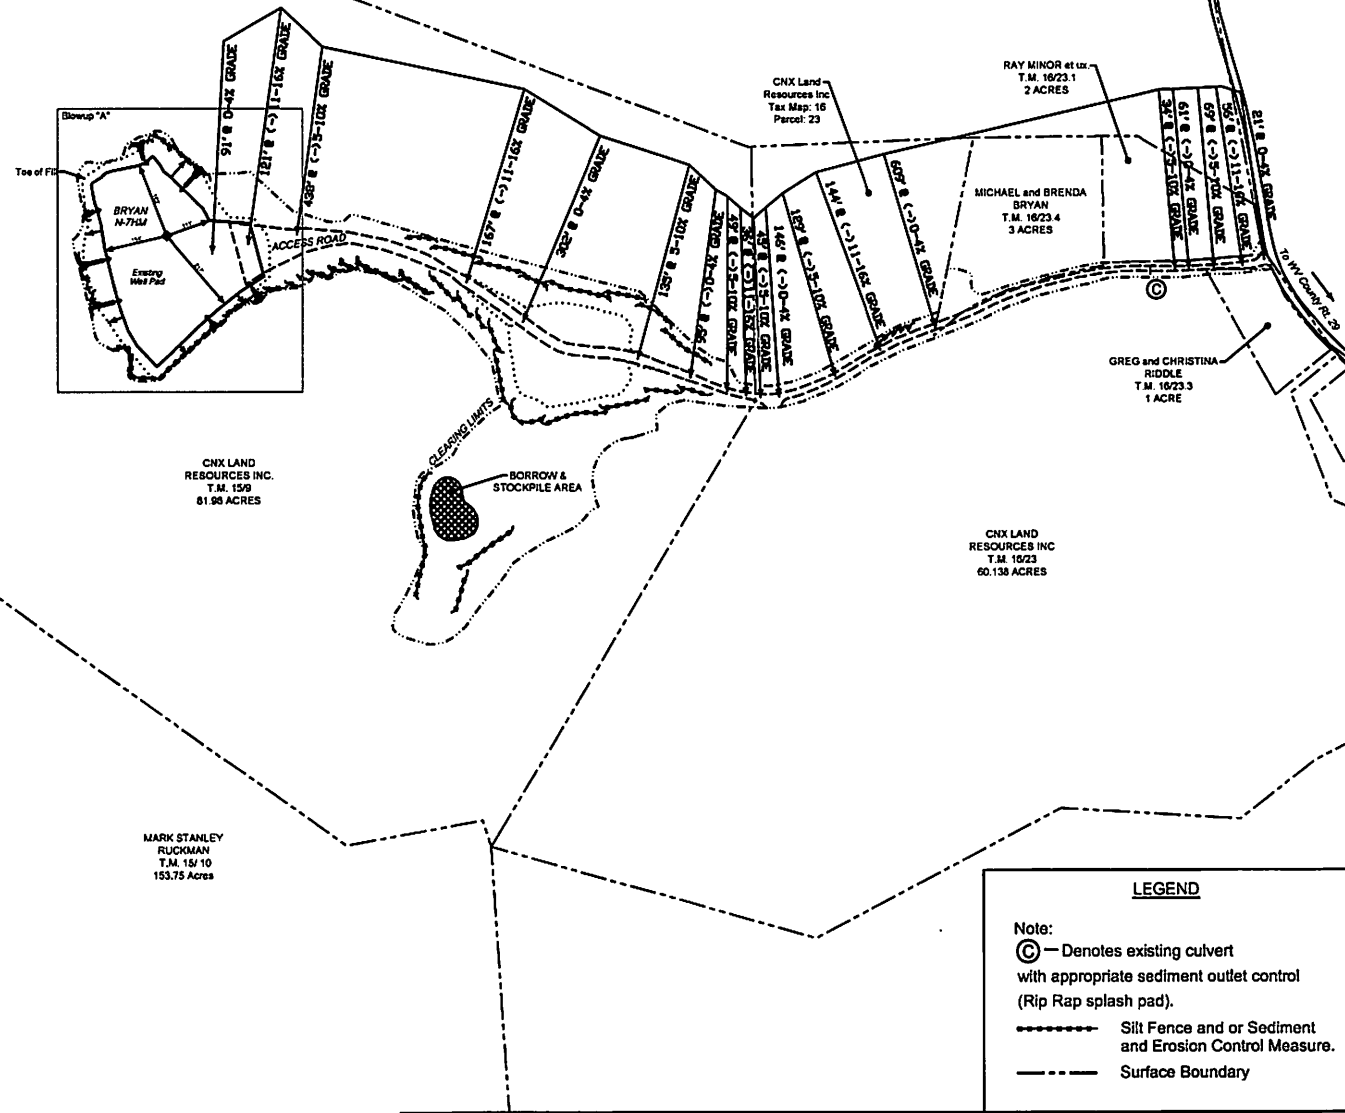 Blowup "A"
Toe of Fill
BRYAN
N-7HM
Existing
Well Pad
ACCESS ROAD
91' @ 0-4% GRADE
121' @ (-)11-16% GRADE
438' @ (-)5-10% GRADE
167' @ (-)11-16% GRADE
302' @ 0-4% GRADE
135' @ 5-10% GRADE
95' @ (-)0-4% GRADE
49' @ (-)5-10% GRADE
GRADE
45' @ (-)5-10% GRADE
146' @ (-)0-4% GRADE
129' @ (-)5-10% GRADE
144' @ (-)11-16% GRADE
609' @ (-)0-4% GRADE
34' @ (-)5-10% GRADE
61' @ (-)0-4% GRADE
69' @ (-)5-10% GRADE
56' @ (-)11-16% GRADE
21' @ 0-4% GRADE
CNX Land
Resources Inc
Tax Map: 16
Parcel: 23
RAY MINOR et ux.
T.M. 16/23.1
2 ACRES
MICHAEL and BRENDA
BRYAN
T.M. 16/23.4
3 ACRES
To WV County Rt. 29
C
GREG and CHRISTINA
RIDDLE
T.M. 16/23.3
1 ACRE
CLEARING LIMITS
BORROW &
STOCKPILE AREA
CNX LAND
RESOURCES INC.
T.M. 15/9
81.98 ACRES
CNX LAND
RESOURCES INC
T.M. 16/23
60.138 ACRES
MARK STANLEY
RUCKMAN
T.M. 15/ 10
153.75 Acres
LEGEND
Note:
C — Denotes existing culvert
with appropriate sediment outlet control
(Rip Rap splash pad).
Silt Fence and or Sediment
and Erosion Control Measure.
Surface Boundary